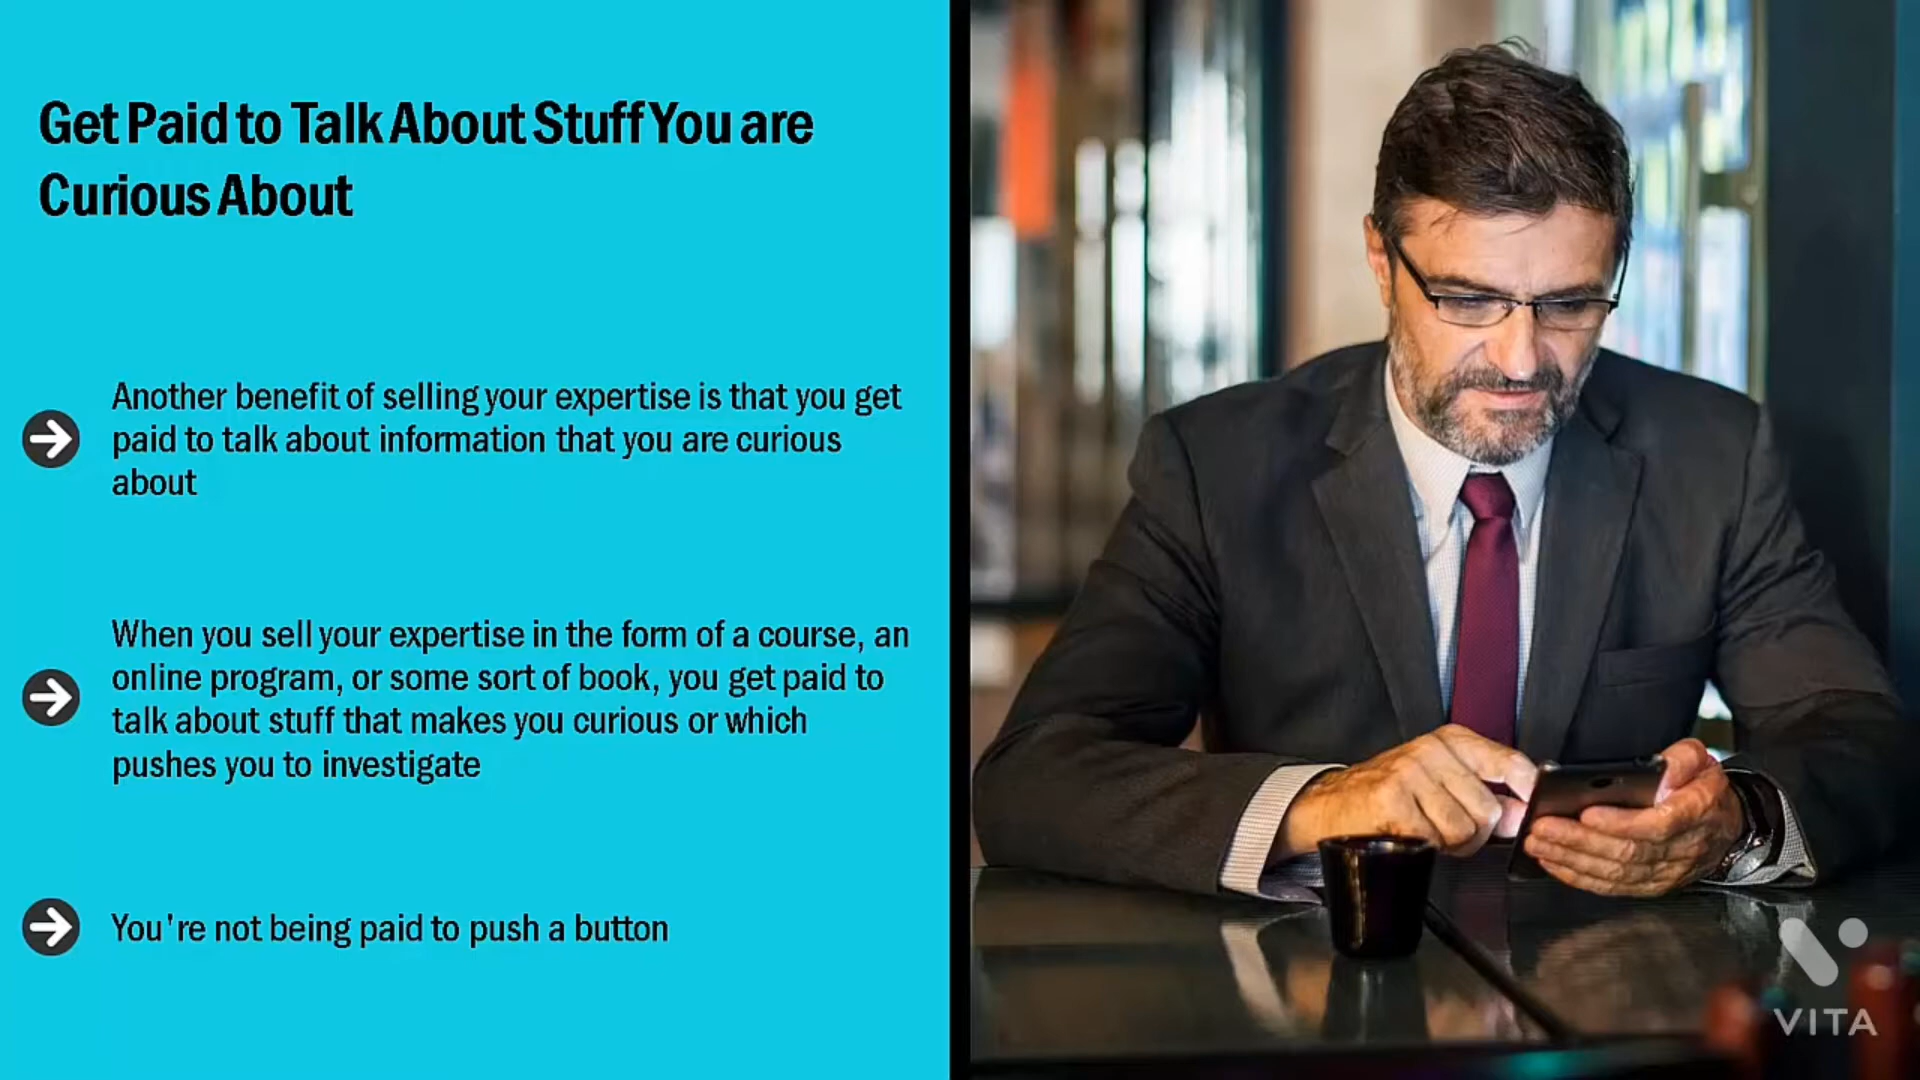 Get Paid to Talk About Stuff You are
Curious About
Another benefit of selling your expertise is that you get
paid to talk about information that you are curious
about
When you sell your expertise in the form of a course, an
online program, or some sort of book, you get paid to
talk about stuff that makes you curious or which
pushes you to investigate
You're not being paid to push a button
VITA